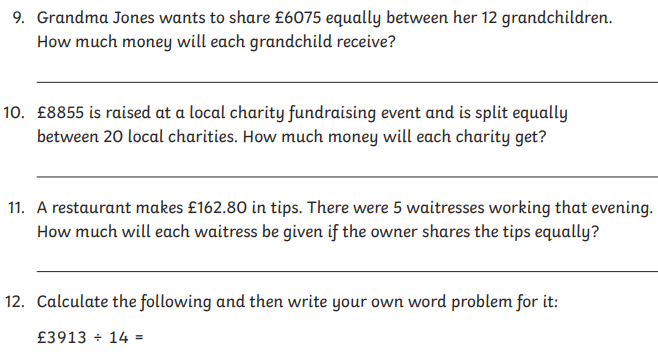 9. Grandma Jones wants to share £6075 equally between her 12 grandchildren.
How much money will each grandchild receive?
10. £8855 is raised at a local charity fundraising event and is split equally
between 20 local charities. How much money will each charity get?
11. A restaurant makes £162.80 in tips. There were 5 waitresses working that evening.
How much will each waitress be given if the owner shares the tips equally?
12. Calculate the following and then write your own word problem for it:
£3913 ÷ 14 =